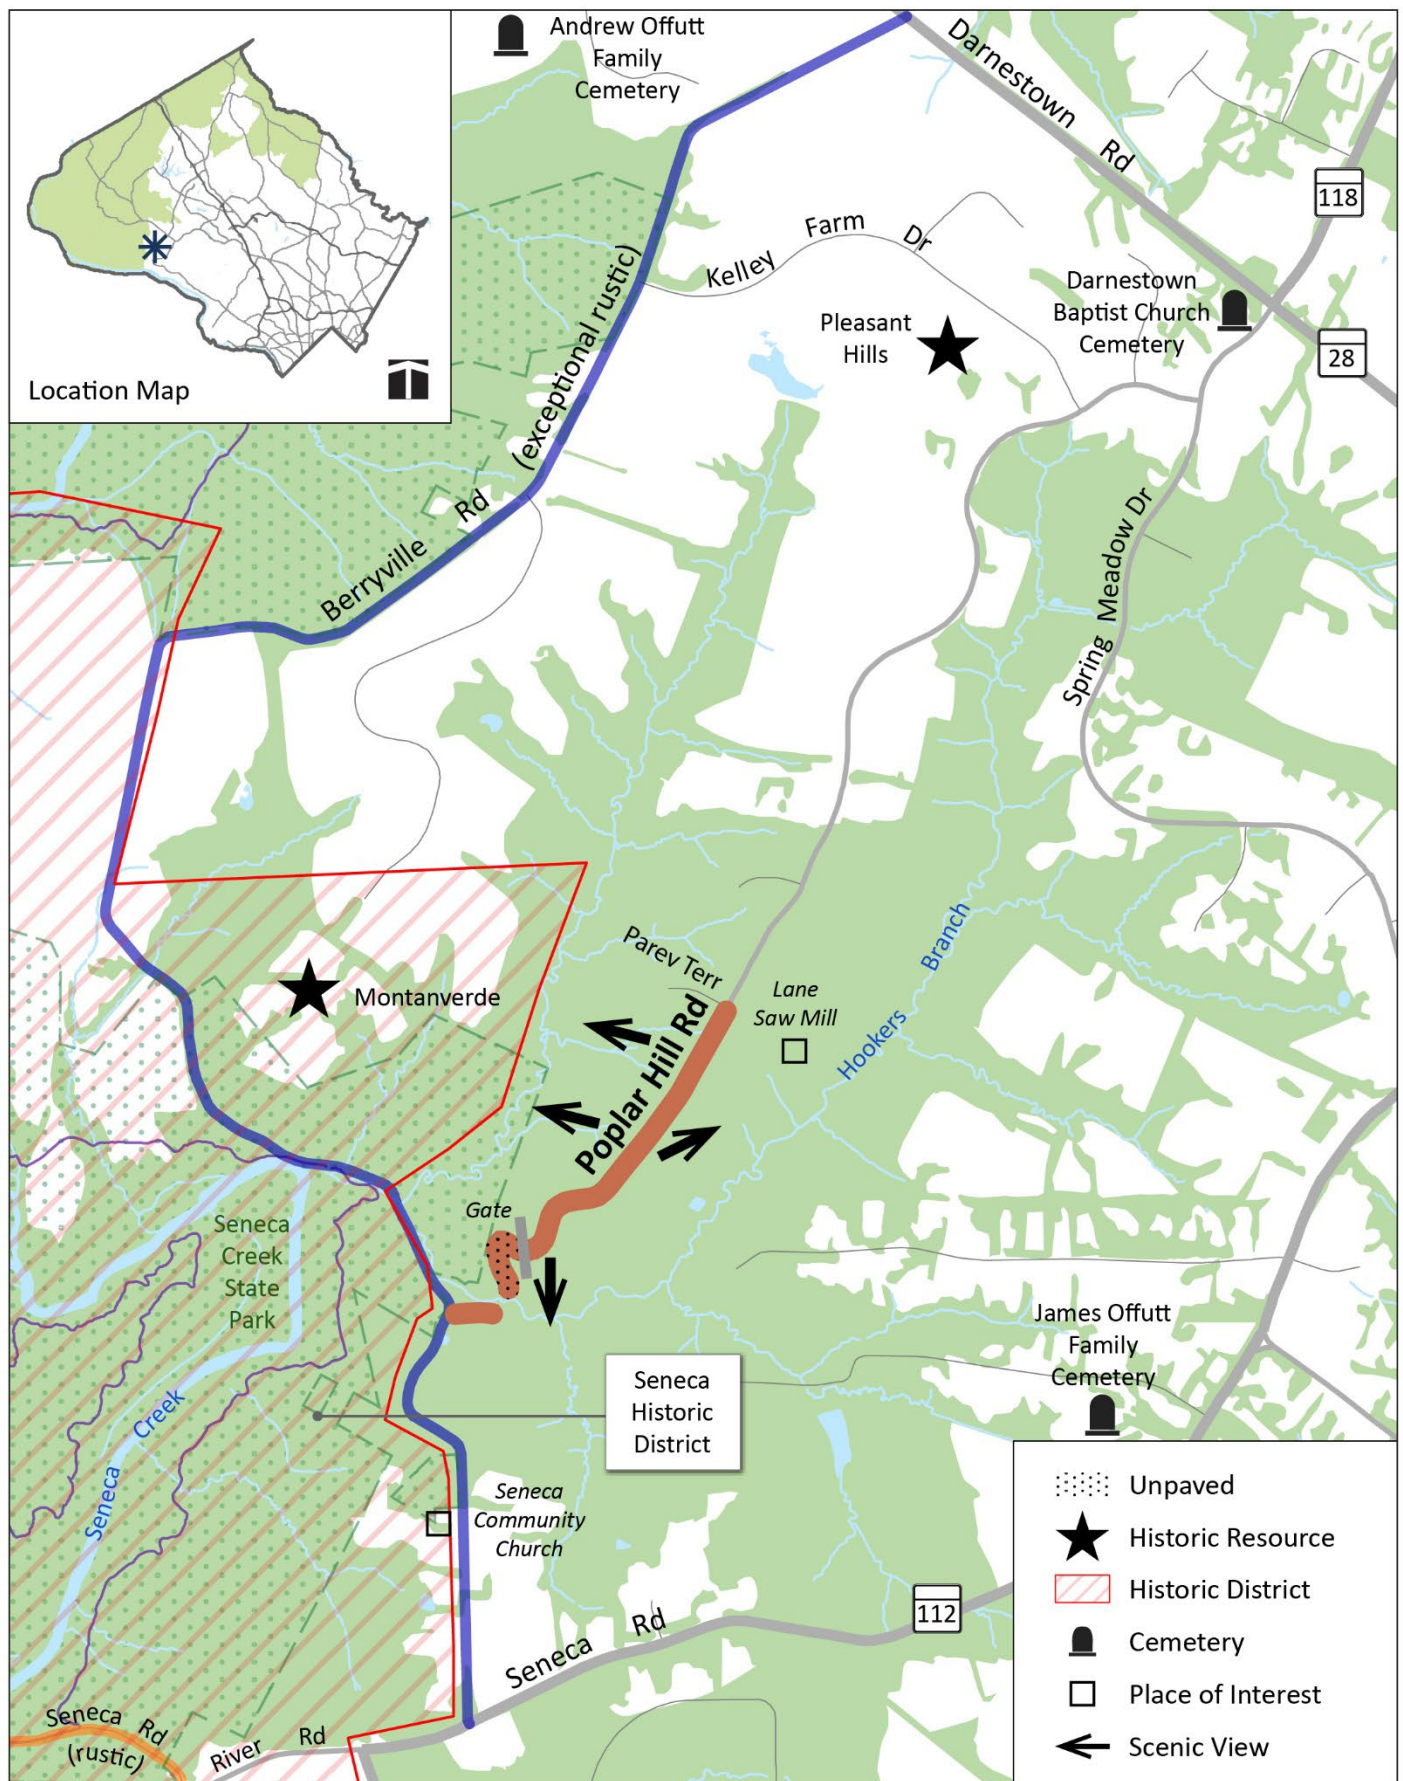 Andrew Offutt
Family
Cemetery
Darnestown
Rd
118
Location Map
Kelley Farm Dr
Darnestown
Baptist Church
Cemetery
28
Pleasant
Hills
(exceptional rustic)
Berryville Rd
Spring Meadow Dr
Branch
Hookers
Parev Terr
Lane
Saw Mill
Montanverde
Poplar Hill Rd
Gate
Seneca
Creek
State
Park
James Offutt
Family
Cemetery
Seneca
Historic
District
Seneca Creek
Seneca
Community
Church
112
Seneca Rd
Seneca Rd
(rustic)
River Rd
Unpaved
Historic Resource
Historic District
Cemetery
Place of Interest
Scenic View